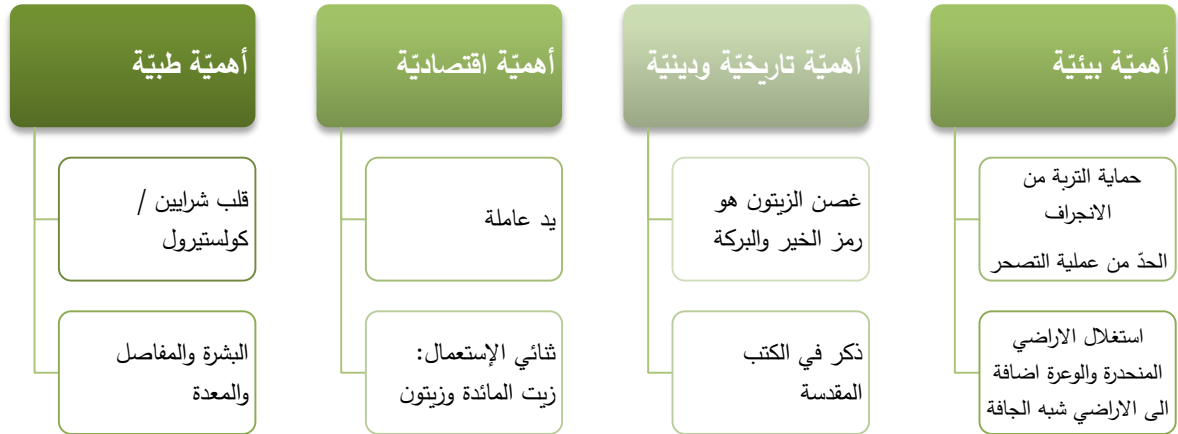 أهميّة بيئيّة
حماية التربة من
الانجراف
الحدّ من عملية التصحر
استغلال الاراضي
المنحدرة والوعرة اضافة
الى الاراضي شبه الجافة
أهميّة تاريخيّة ودينيّة
غصن الزيتون هو
رمز الخير والبركة
ذكر في الكتب
المقدسة
أهميّة اقتصاديّة
يد عاملة
ثنائي الإستعمال:
زيت المائدة وزيتون
أهميّة طبيّة
قلب شرايين /
كولستيرول
البشرة والمفاصل
والمعدة